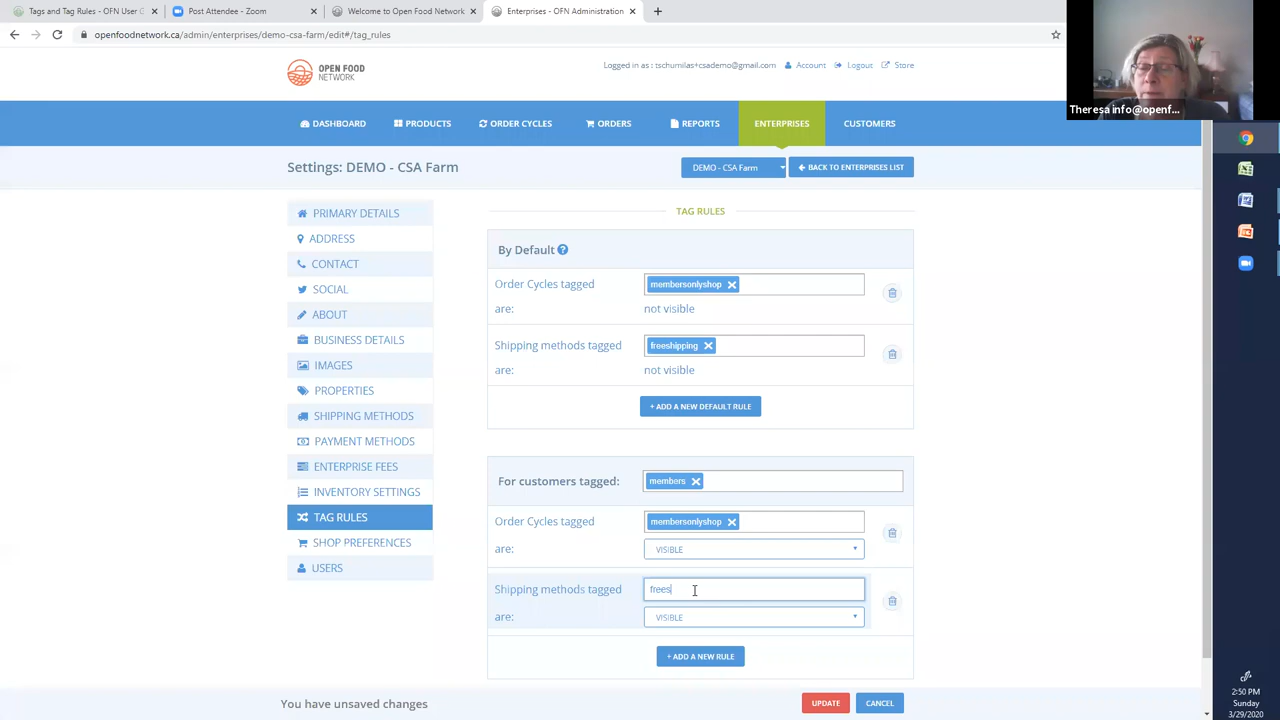 Tags and Tag Rules - OFN User G
Post Attendee - Zoom
Welcome to Open Food Network
Enterprises - OFN Administration
openfoodnetwork.ca/admin/enterprises/demo-csa-farm/edit#/tag_rules
OPEN FOOD
NETWORK
Logged in as : tschumilas+csademo@gmail.com
Account
Logout
Store
Theresa info@openf...
DASHBOARD
PRODUCTS
ORDER CYCLES
ORDERS
REPORTS
ENTERPRISES
CUSTOMERS
Settings: DEMO - CSA Farm
DEMO - CSA Farm
BACK TO ENTERPRISES LIST
PRIMARY DETAILS
ADDRESS
CONTACT
SOCIAL
ABOUT
BUSINESS DETAILS
IMAGES
PROPERTIES
SHIPPING METHODS
PAYMENT METHODS
ENTERPRISE FEES
INVENTORY SETTINGS
TAG RULES
SHOP PREFERENCES
USERS
TAG RULES
By Default ?
Order Cycles tagged
membersonlyshop
are:
not visible
Shipping methods tagged
freeshipping
are:
not visible
+ ADD A NEW DEFAULT RULE
For customers tagged:
members
Order Cycles tagged
membersonlyshop
are:
VISIBLE
Shipping methods tagged
frees
are:
VISIBLE
+ ADD A NEW RULE
You have unsaved changes
UPDATE
CANCEL
2:50 PM
Sunday
3/29/2020